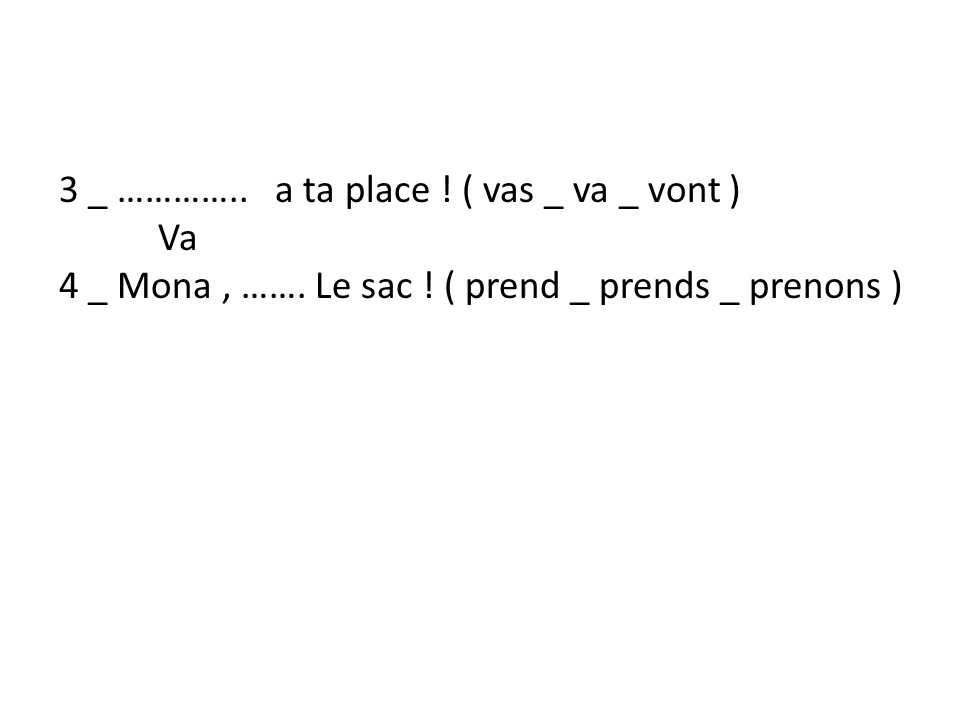 3 _ ………….. a ta place ! ( vas _ va _ vont )
Va
4 _ Mona , ……. Le sac ! ( prend _ prends _ prenons )